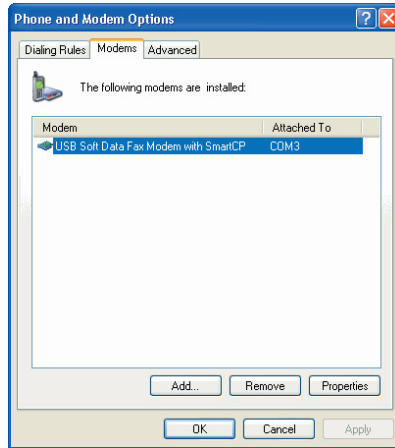 Phone and Modem Options
Dialing Rules Modems Advanced
The following modems are installed:
Modem Attached To
USB Soft Data Fax Modem with SmartCP COM3
Add... Remove Properties
OK Cancel Apply